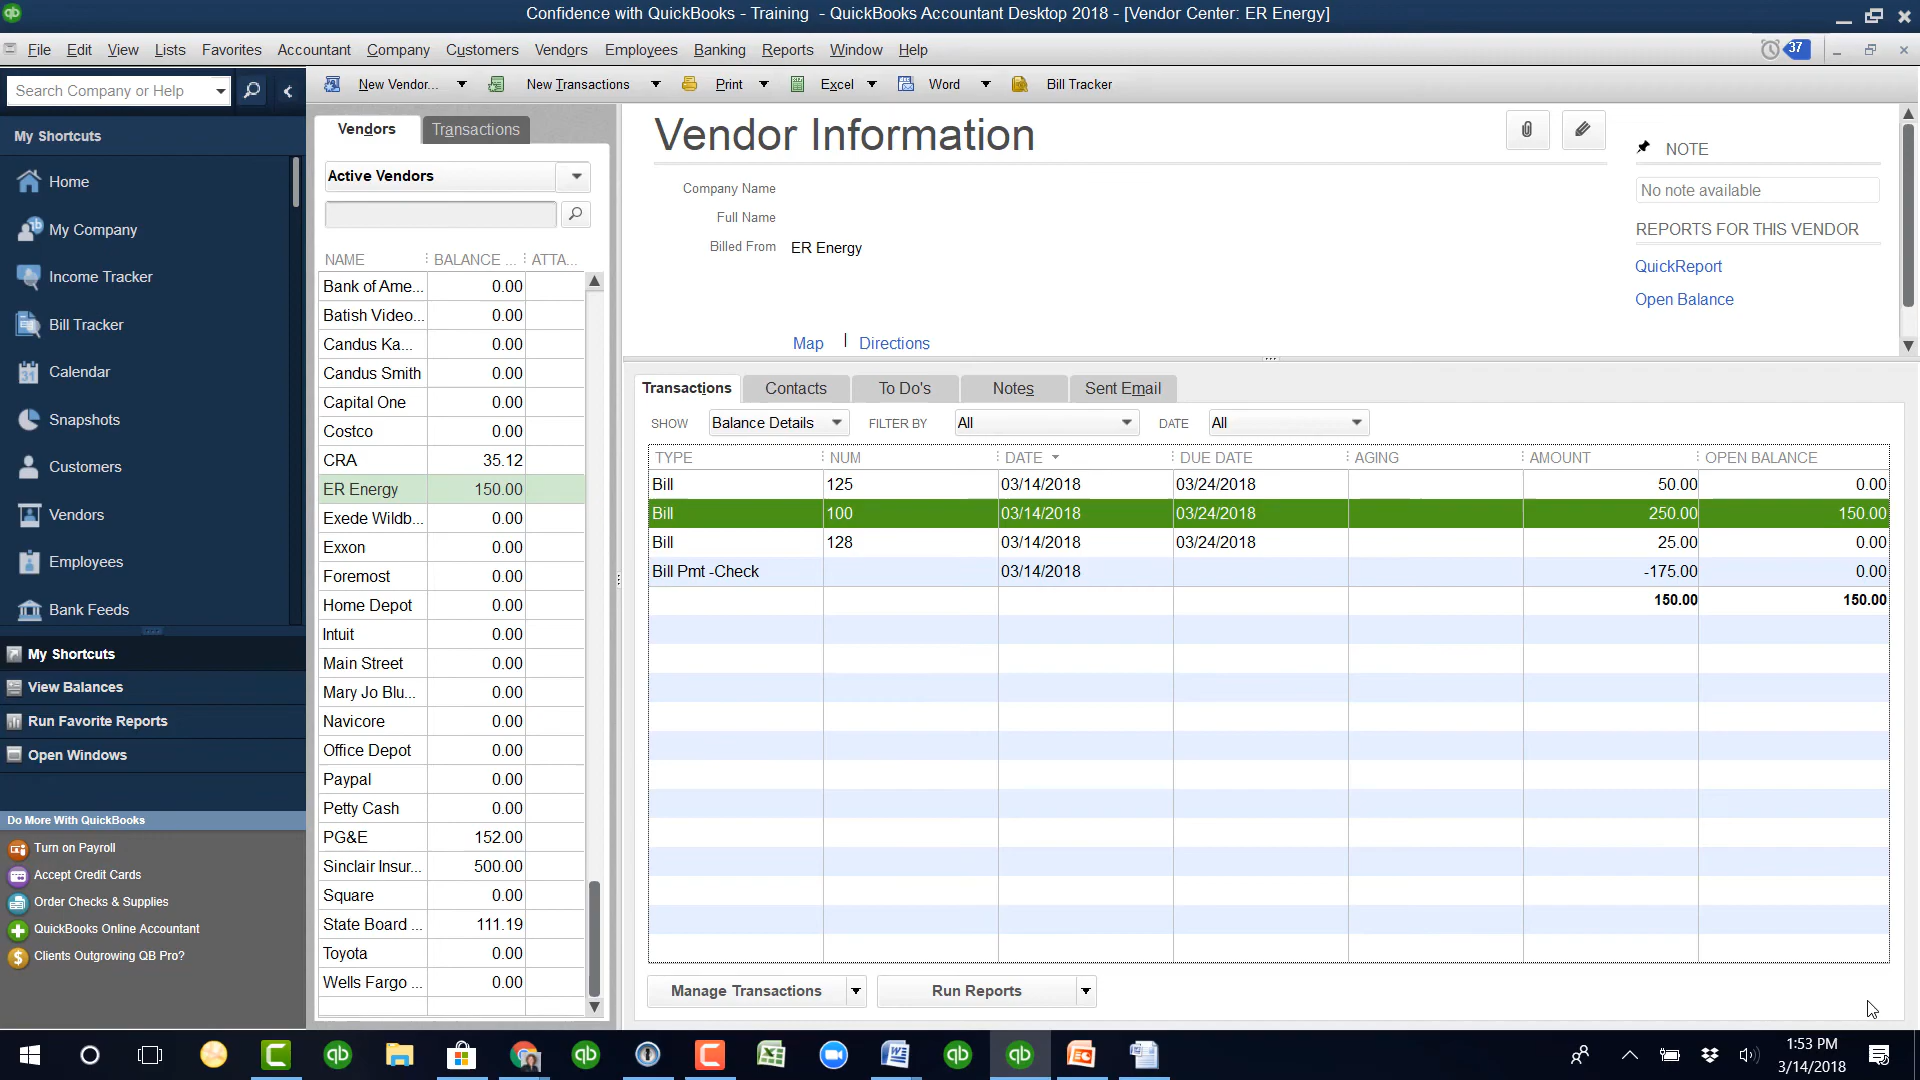 Confidence with QuickBooks - Training - QuickBooks Accountant Desktop 2018 - [Vendor Center: ER Energy]
File Edit View Lists Favorites Accountant Company Customers Vendors Employees Banking Reports Window Help 37
Search Company or Help
New Vendor... New Transactions Print Excel Word Bill Tracker
My Shortcuts
Home
My Company
Income Tracker
Bill Tracker
Calendar
Snapshots
Customers
Vendors
Employees
Bank Feeds
My Shortcuts
View Balances
Run Favorite Reports
Open Windows
Do More With QuickBooks
Turn on Payroll
Accept Credit Cards
Order Checks & Supplies
QuickBooks Online Accountant
Clients Outgrowing QB Pro?
Vendors Transactions
Active Vendors
NAME BALANCE ... ATTA...
Bank of Ame... 0.00
Batish Video... 0.00
Candus Ka... 0.00
Candus Smith 0.00
Capital One 0.00
Costco 0.00
CRA 35.12
ER Energy 150.00
Exede Wildb... 0.00
Exxon 0.00
Foremost 0.00
Home Depot 0.00
Intuit 0.00
Main Street 0.00
Mary Jo Blu... 0.00
Navicore 0.00
Office Depot 0.00
Paypal 0.00
Petty Cash 0.00
PG&E 152.00
Sinclair Insur... 500.00
Square 0.00
State Board ... 111.19
Toyota 0.00
Wells Fargo ... 0.00
Vendor Information
Company Name
Full Name
Billed From ER Energy
Map Directions
NOTE
No note available
REPORTS FOR THIS VENDOR
QuickReport
Open Balance
Transactions Contacts To Do's Notes Sent Email
SHOW Balance Details FILTER BY All DATE All
TYPE NUM DATE DUE DATE AGING AMOUNT OPEN BALANCE
Bill 125 03/14/2018 03/24/2018 50.00 0.00
Bill 100 03/14/2018 03/24/2018 250.00 150.00
Bill 128 03/14/2018 03/24/2018 25.00 0.00
Bill Pmt -Check 03/14/2018 -175.00 0.00
150.00 150.00
Manage Transactions Run Reports
1:53 PM
3/14/2018